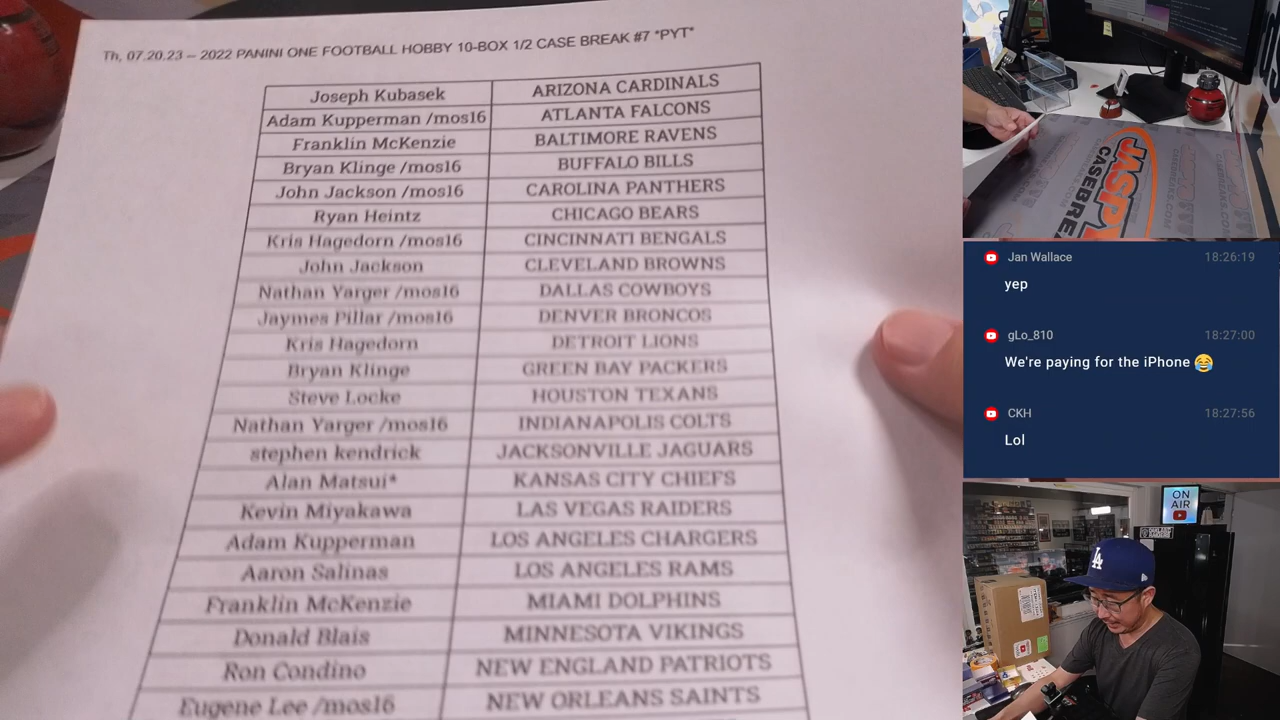 Th, 07.20.23 – 2022 PANINI ONE FOOTBALL HOBBY 10-BOX 1/2 CASE BREAK #7 *PYT*
Joseph Kubasek ARIZONA CARDINALS
Adam Kupperman /mos16 ATLANTA FALCONS
Franklin McKenzie BALTIMORE RAVENS
Bryan Klinge /mos16 BUFFALO BILLS
John Jackson /mos16 CAROLINA PANTHERS
Ryan Heintz CHICAGO BEARS
Kris Hagedorn /mos16 CINCINNATI BENGALS
John Jackson CLEVELAND BROWNS
Nathan Yarger /mos16 DALLAS COWBOYS
Jaymes Pillar /mos16 DENVER BRONCOS
Kris Hagedorn DETROIT LIONS
Bryan Klinge GREEN BAY PACKERS
Steve Locke HOUSTON TEXANS
Nathan Yarger /mos16 INDIANAPOLIS COLTS
stephen kendrick JACKSONVILLE JAGUARS
Alan Matsui* KANSAS CITY CHIEFS
Kevin Miyakawa LAS VEGAS RAIDERS
Adam Kupperman LOS ANGELES CHARGERS
Aaron Salinas LOS ANGELES RAMS
Franklin McKenzie MIAMI DOLPHINS
Donald Blais MINNESOTA VIKINGS
Ron Condino NEW ENGLAND PATRIOTS
Eugene Lee /mos16 NEW ORLEANS SAINTS
JASPY
CASEBREA
Jan Wallace 18:26:19
yep
gLo_810 18:27:00
We're paying for the iPhone 😂
CKH 18:27:56
Lol
ON
AIR
LA